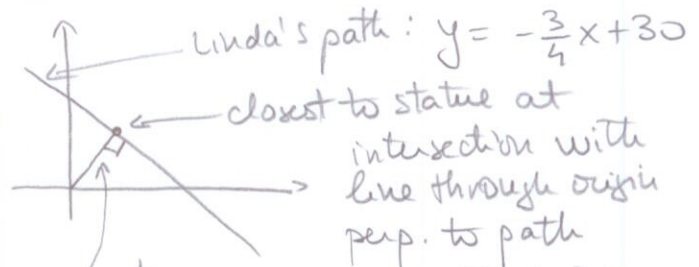 Linda's path: y = -3/4 x + 30
closest to statue at
intersection with
line through origin
perp. to path